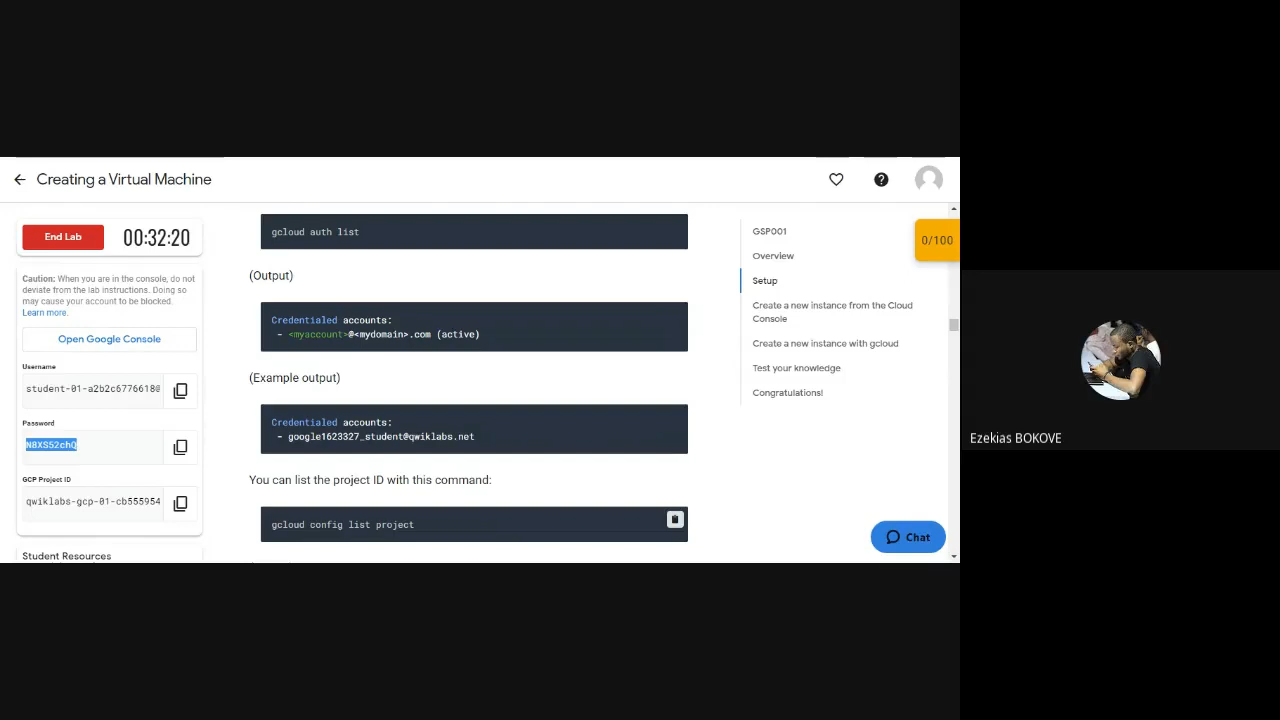 Creating a Virtual Machine
End Lab
00:32:20
Caution: When you are in the console, do not
deviate from the lab instructions. Doing so
may cause your account to be blocked.
Learn more.
Open Google Console
Username
student-01-a2b2c6776618@
Password
N8XS52chQ
GCP Project ID
qwiklabs-gcp-01-cb555954
Student Resources
gcloud auth list
(Output)
Credentialed accounts:
- <myaccount>@<mydomain>.com (active)
(Example output)
Credentialed accounts:
- google1623327_student@qwiklabs.net
You can list the project ID with this command:
gcloud config list project
GSP001
Overview
Setup
Create a new instance from the Cloud
Console
Create a new instance with gcloud
Test your knowledge
Congratulations!
0/100
Chat
Ezekias BOKOVE